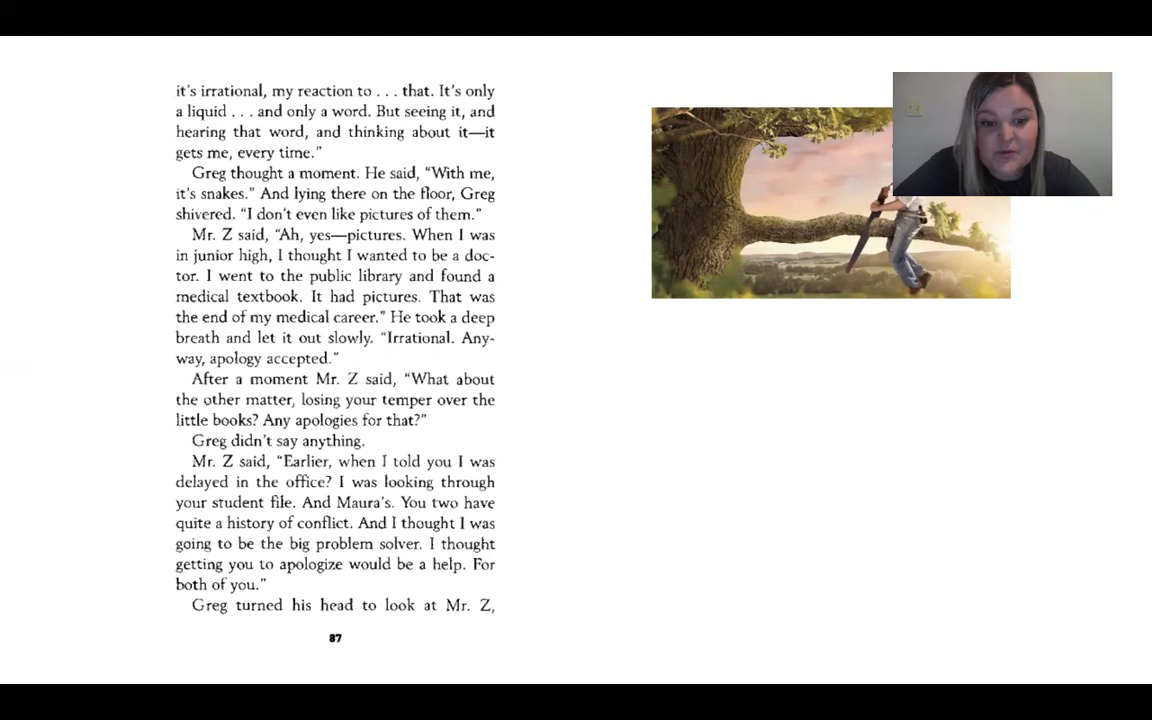 it's irrational, my reaction to . . . that. It's only
a liquid . . . and only a word. But seeing it, and
hearing that word, and thinking about it—it
gets me, every time."
Greg thought a moment. He said, "With me,
it's snakes." And lying there on the floor, Greg
shivered. "I don't even like pictures of them."
Mr. Z said, "Ah, yes—pictures. When I was
in junior high, I thought I wanted to be a doc-
tor. I went to the public library and found a
medical textbook. It had pictures. That was
the end of my medical career." He took a deep
breath and let it out slowly. "Irrational. Any-
way, apology accepted."
After a moment Mr. Z said, "What about
the other matter, losing your temper over the
little books? Any apologies for that?"
Greg didn't say anything.
Mr. Z said, "Earlier, when I told you I was
delayed in the office? I was looking through
your student file. And Maura's. You two have
quite a history of conflict. And I thought I was
going to be the big problem solver. I thought
getting you to apologize would be a help. For
both of you."
Greg turned his head to look at Mr. Z,
87